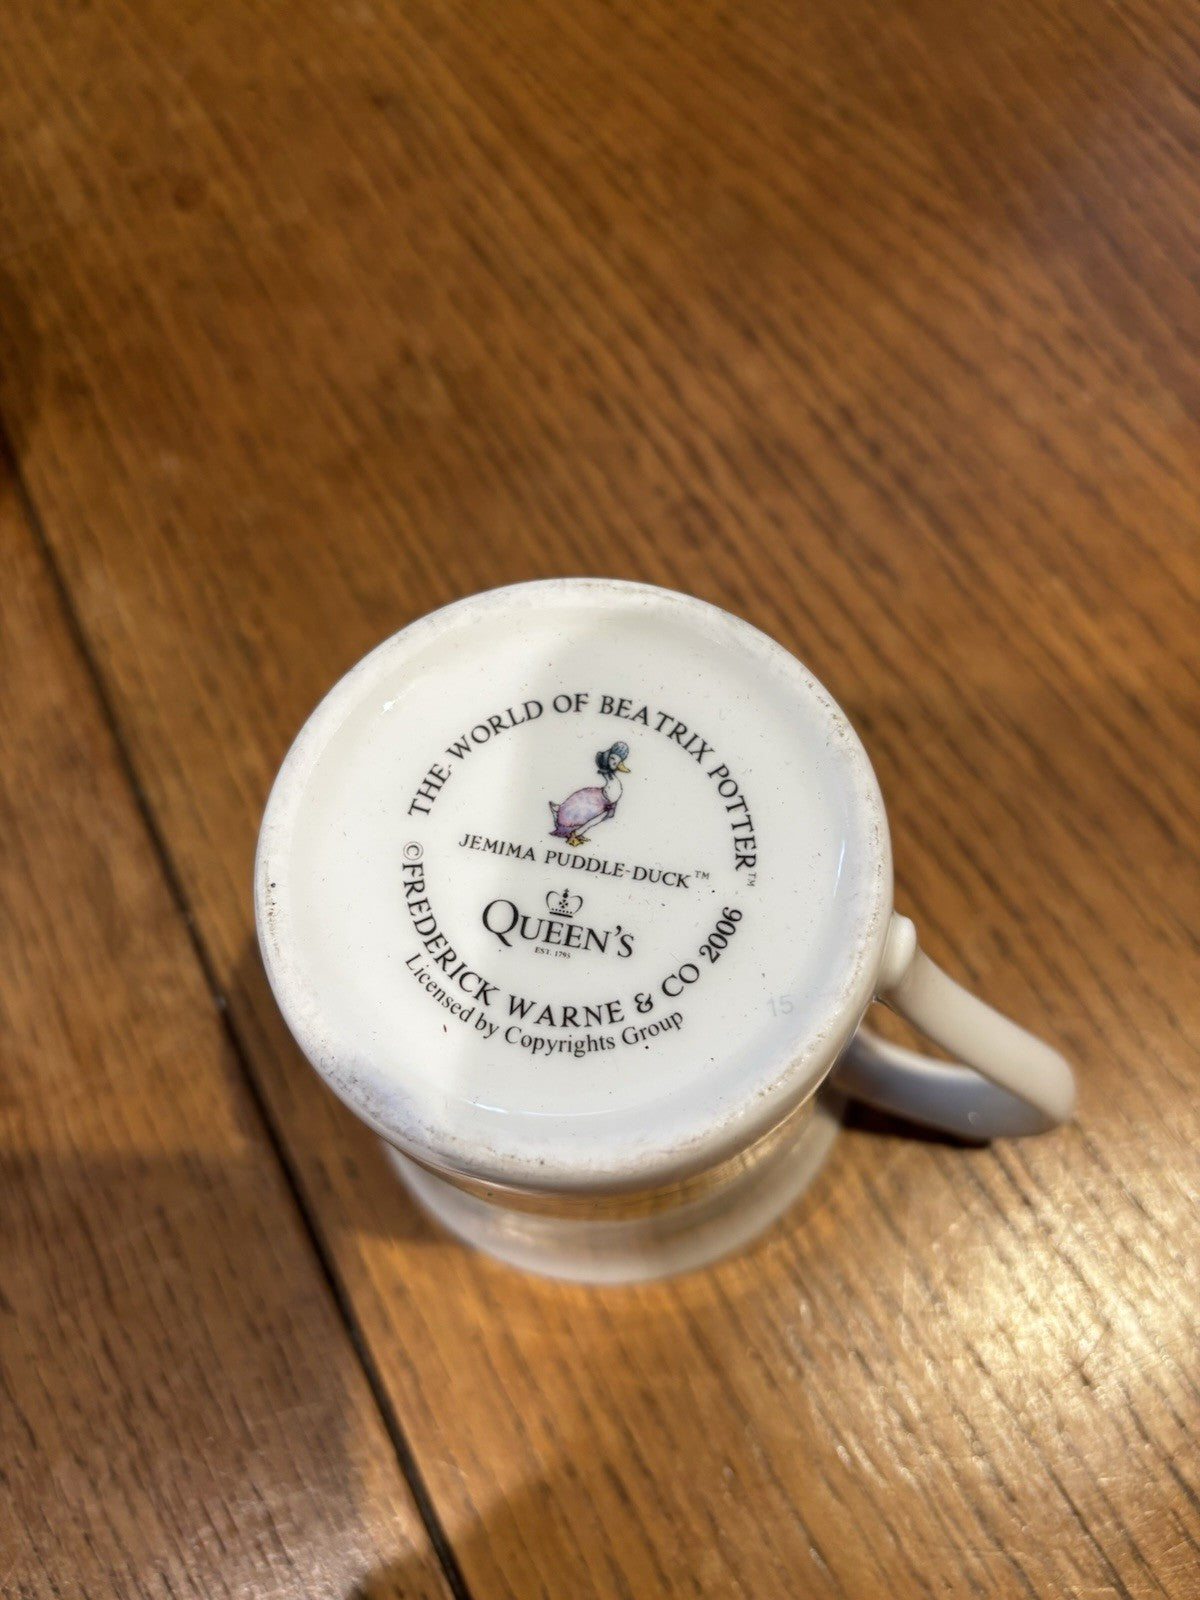 THE WORLD OF BEATRIX POTTER™
JEMIMA PUDDLE-DUCK™
QUEEN'S
EST. 1793
©FREDERICK WARNE & CO 2006
Licensed by Copyrights Group
15